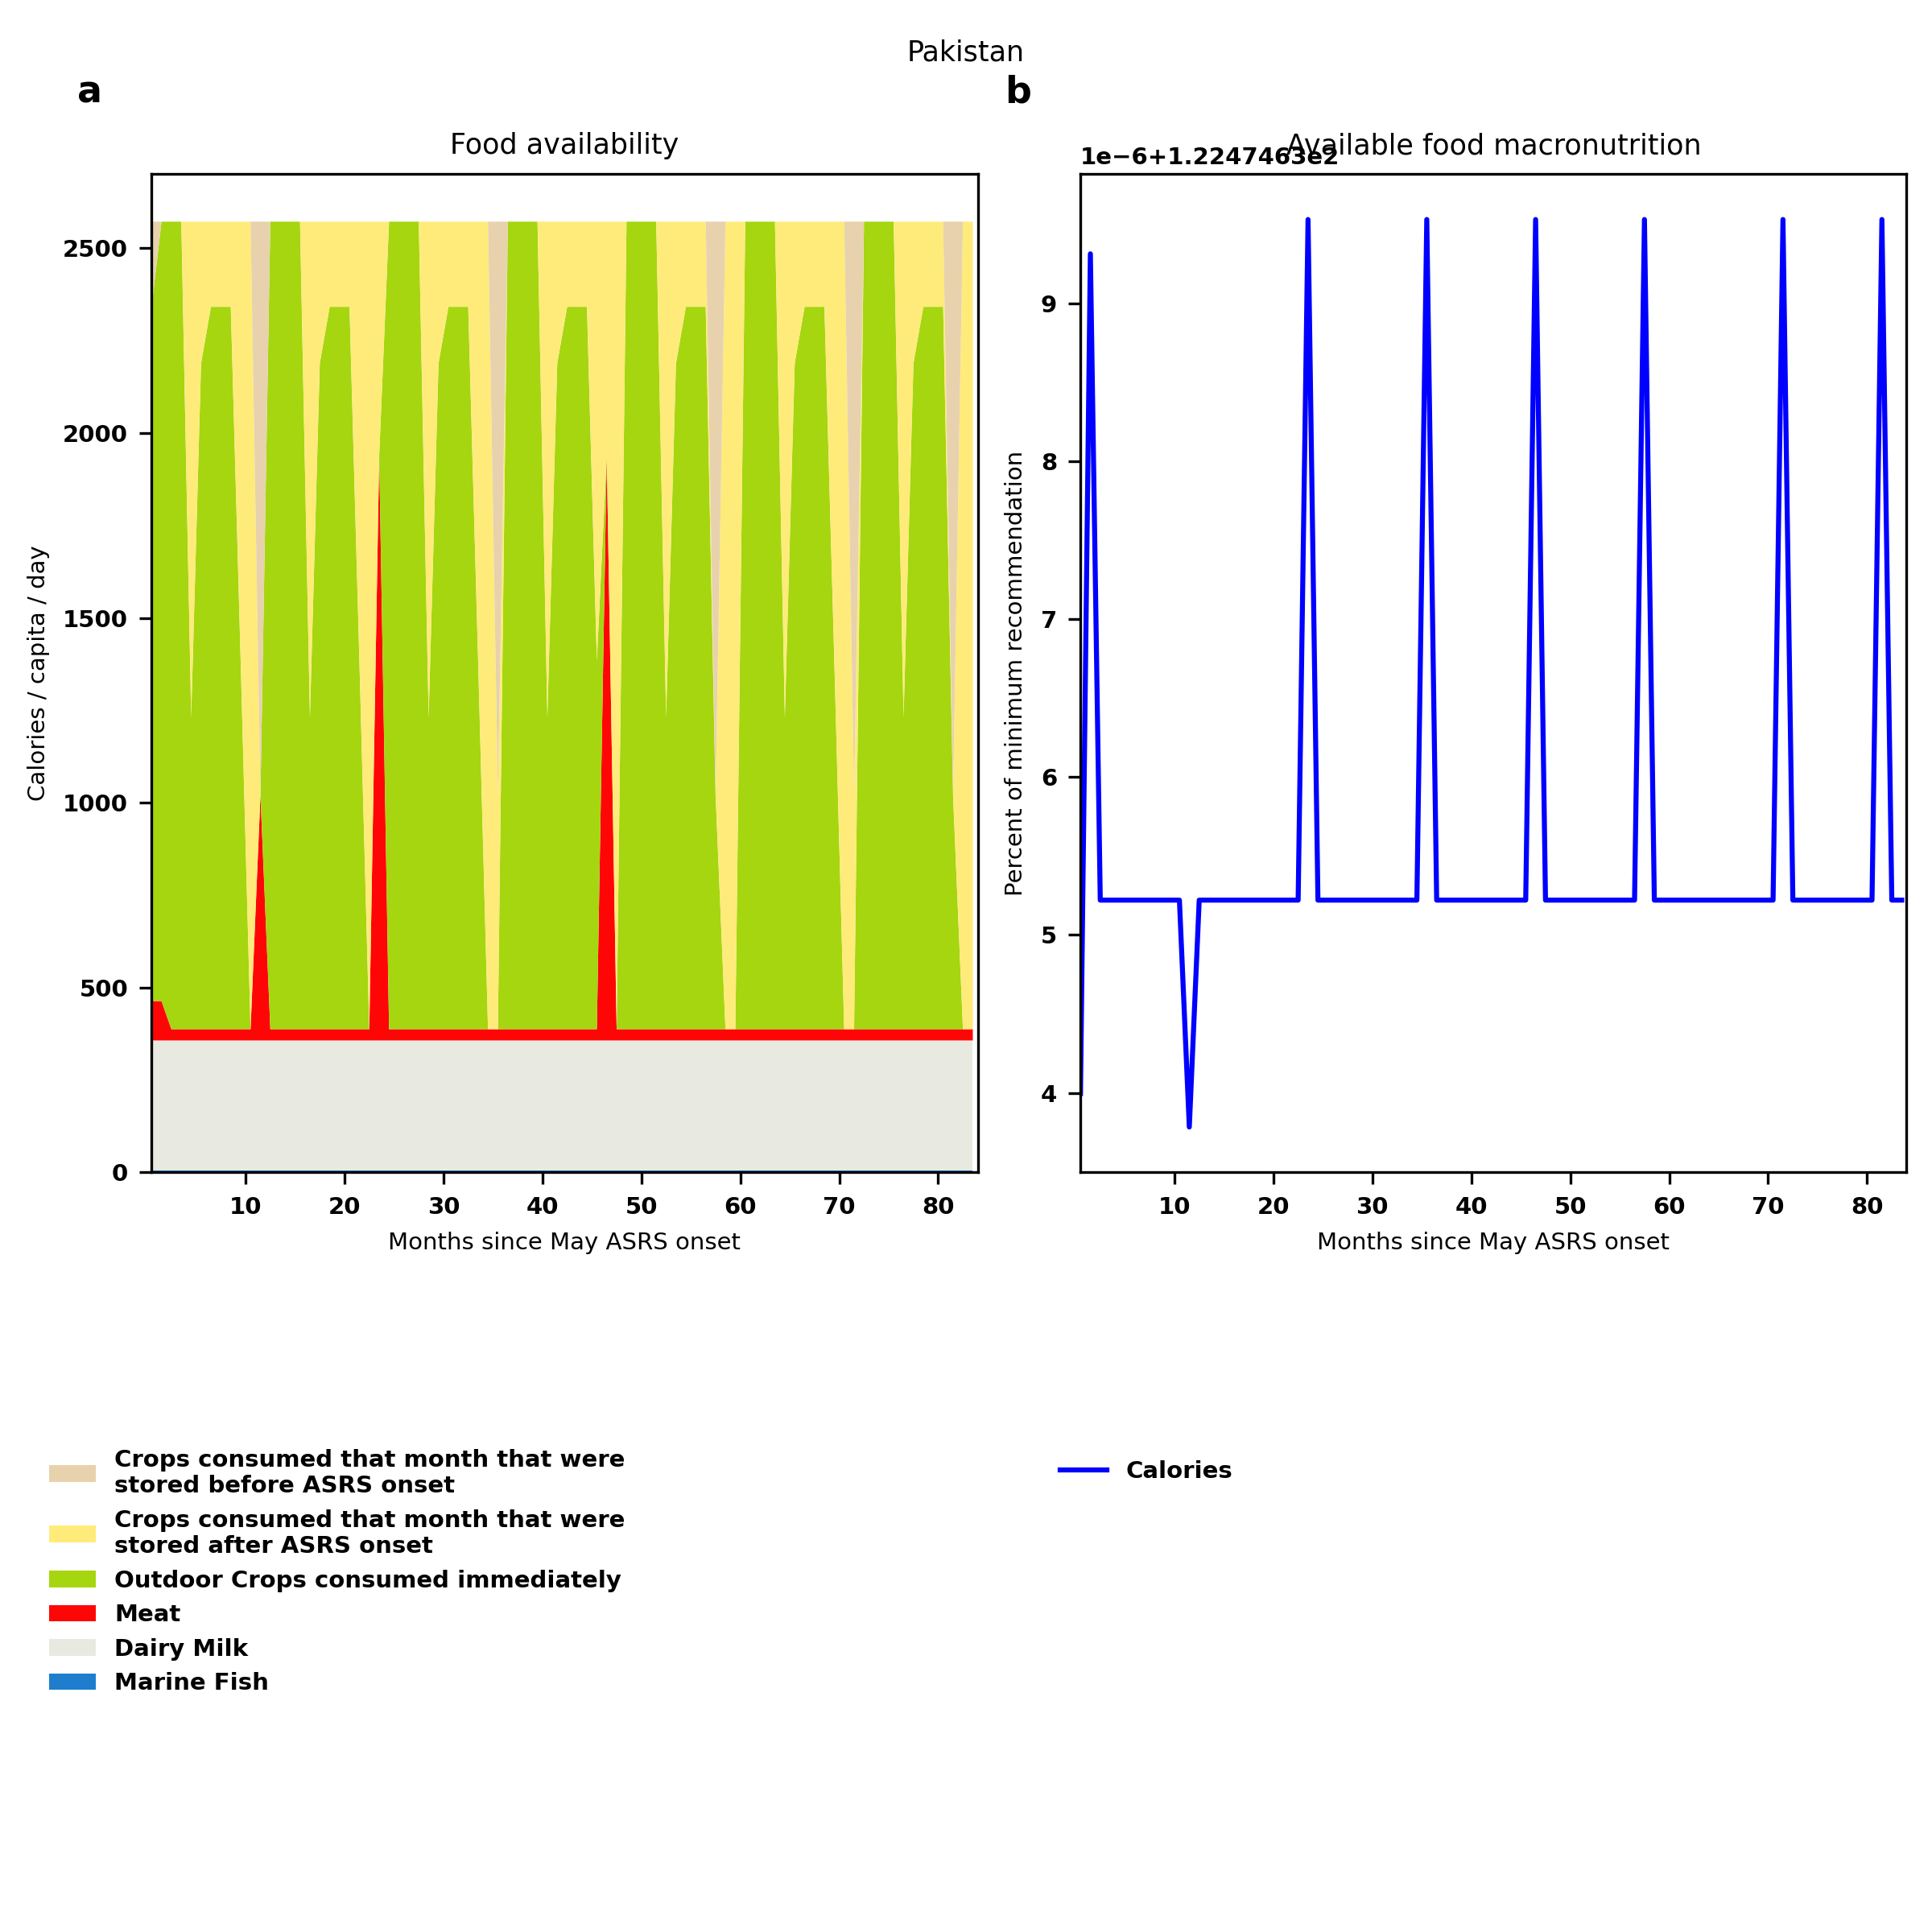 Pakistan
a
b
Food availability
Available food macronutrition
1e−6+1.2247463e2
Calories / capita / day
2500
2000
1500
1000
500
0
10 20 30 40 50 60 70 80
Months since May ASRS onset
Percent of minimum recommendation
9
8
7
6
5
4
10 20 30 40 50 60 70 80
Months since May ASRS onset
Crops consumed that month that were
stored before ASRS onset
Crops consumed that month that were
stored after ASRS onset
Outdoor Crops consumed immediately
Meat
Dairy Milk
Marine Fish
Calories